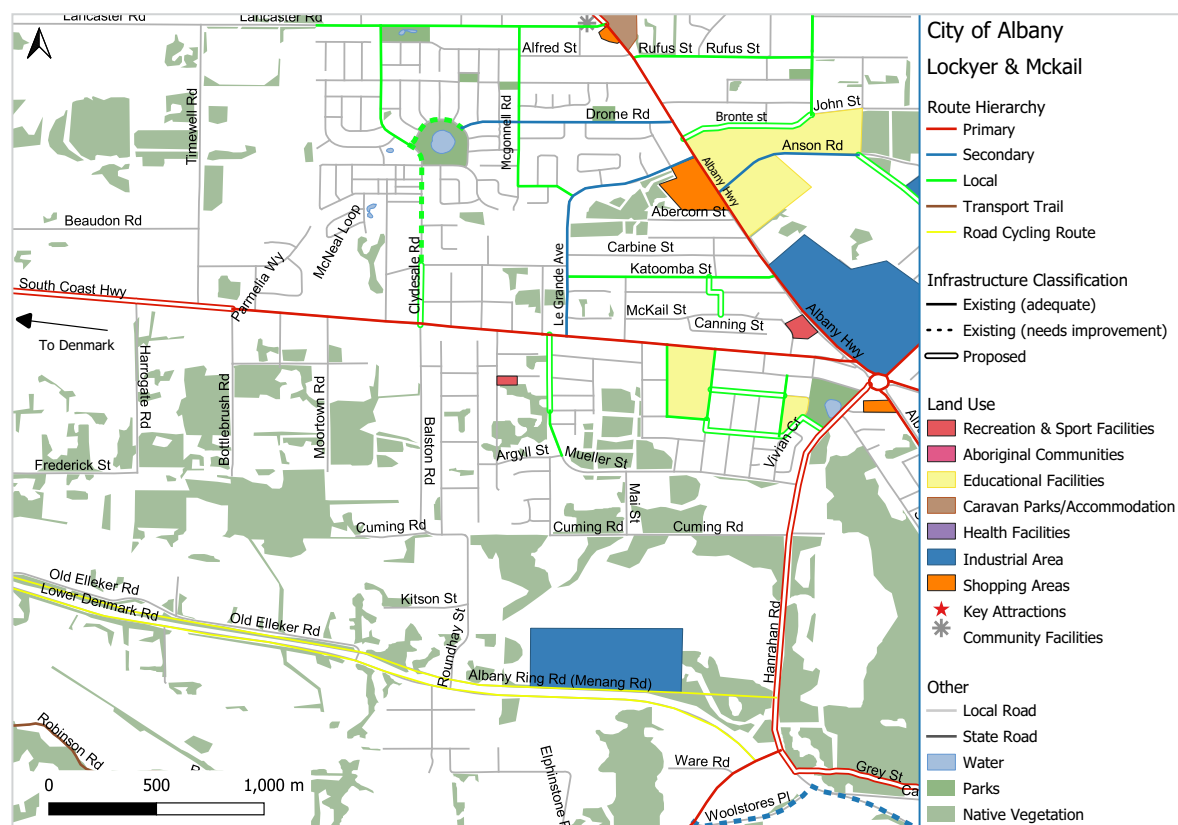 Lancaster Rd
Lancaster Rd
Alfred St
Rufus St
Rufus St
Timewell Rd
Mcgonnell Rd
Drome Rd
Bronte st
John St
Anson Rd
Albany Hwy
Beaudon Rd
McNeal Loop
Abercorn St
Carbine St
Parmelia Wy
Clydesale Rd
Le Grande Ave
Katoomba St
South Coast Hwy
McKail St
Canning St
Albany Hwy
To Denmark
Harrogate Rd
Bottlebrush Rd
Moortown Rd
Balston Rd
Vivian Cr
Frederick St
Argyll St
Mueller St
Mai St
Cuming Rd
Cuming Rd
Cuming Rd
Old Elleker Rd
Lower Denmark Rd
Old Elleker Rd
Kitson St
Roundhay St
Hanrahan Rd
Albany Ring Rd (Menang Rd)
Robinson Rd
Ware Rd
Grey St
Woolstores Pl
0 500 1,000 m
City of Albany
Lockyer & Mckail
Route Hierarchy
Primary
Secondary
Local
Transport Trail
Road Cycling Route
Infrastructure Classification
Existing (adequate)
Existing (needs improvement)
Proposed
Land Use
Recreation & Sport Facilities
Aboriginal Communities
Educational Facilities
Caravan Parks/Accommodation
Health Facilities
Industrial Area
Shopping Areas
Key Attractions
Community Facilities
Other
Local Road
State Road
Water
Parks
Native Vegetation